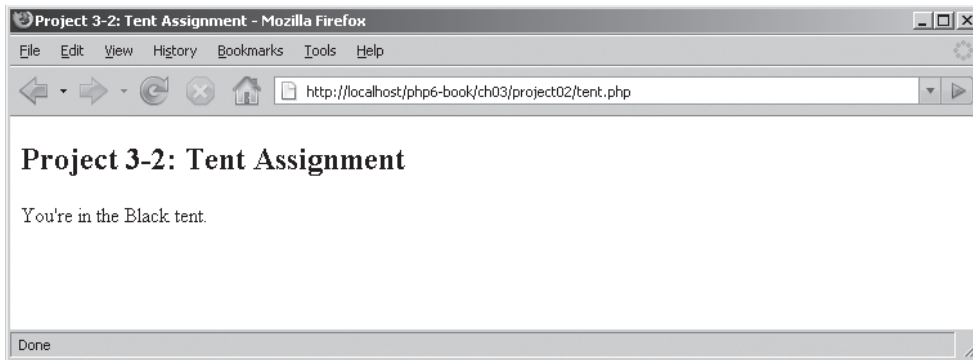 Project 3-2: Tent Assignment - Mozilla Firefox
File Edit View History Bookmarks Tools Help
http://localhost/php6-book/ch03/project02/tent.php
Project 3-2: Tent Assignment
You're in the Black tent.
Done